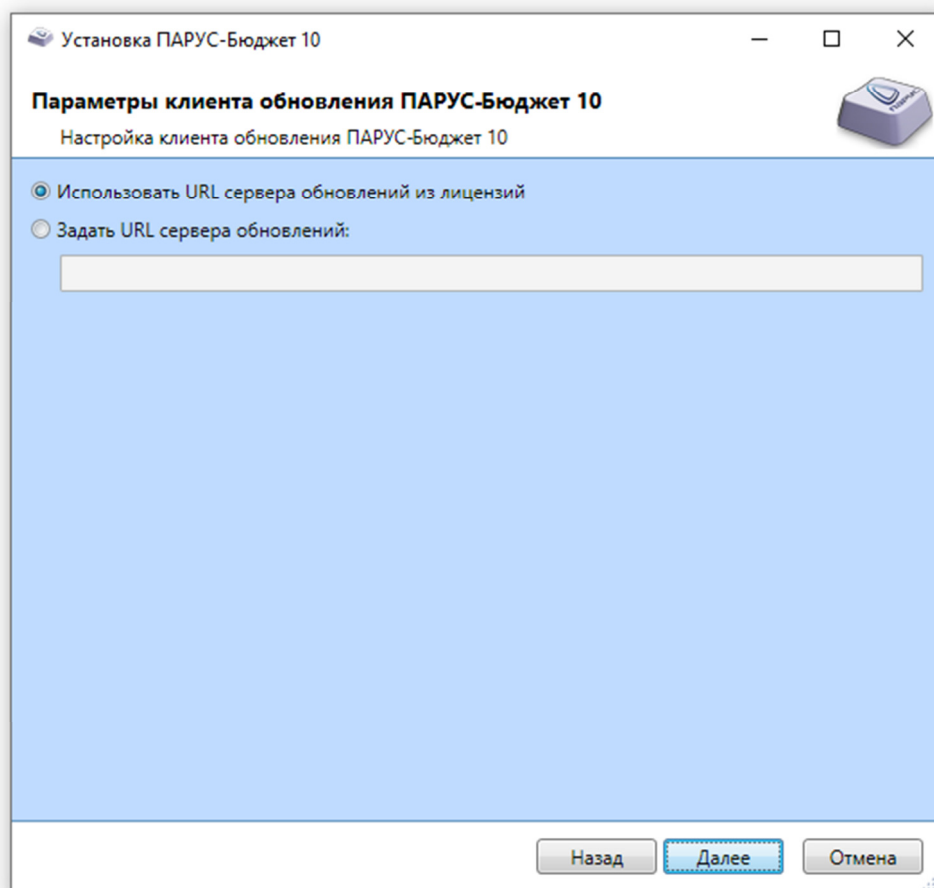 Установка ПАРУС-Бюджет 10
Параметры клиента обновления ПАРУС-Бюджет 10
Настройка клиента обновления ПАРУС-Бюджет 10
ПАРУС
Использовать URL сервера обновлений из лицензий
Задать URL сервера обновлений:
Назад
Далее
Отмена